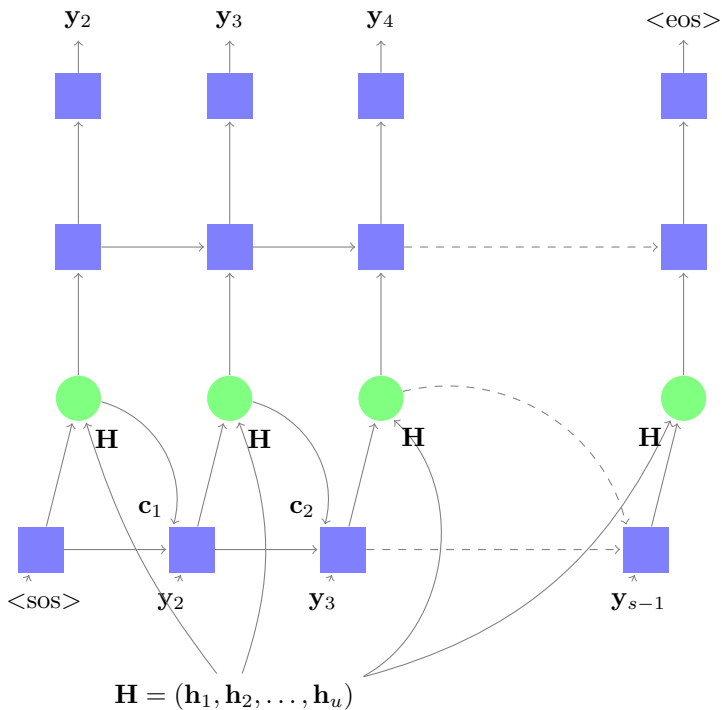 y₂ y₃ y₄ <eos>
H H H H
c₁ c₂
<sos> y₂ y₃ yₛ₋₁
H = (h₁, h₂, . . . , hᵤ)